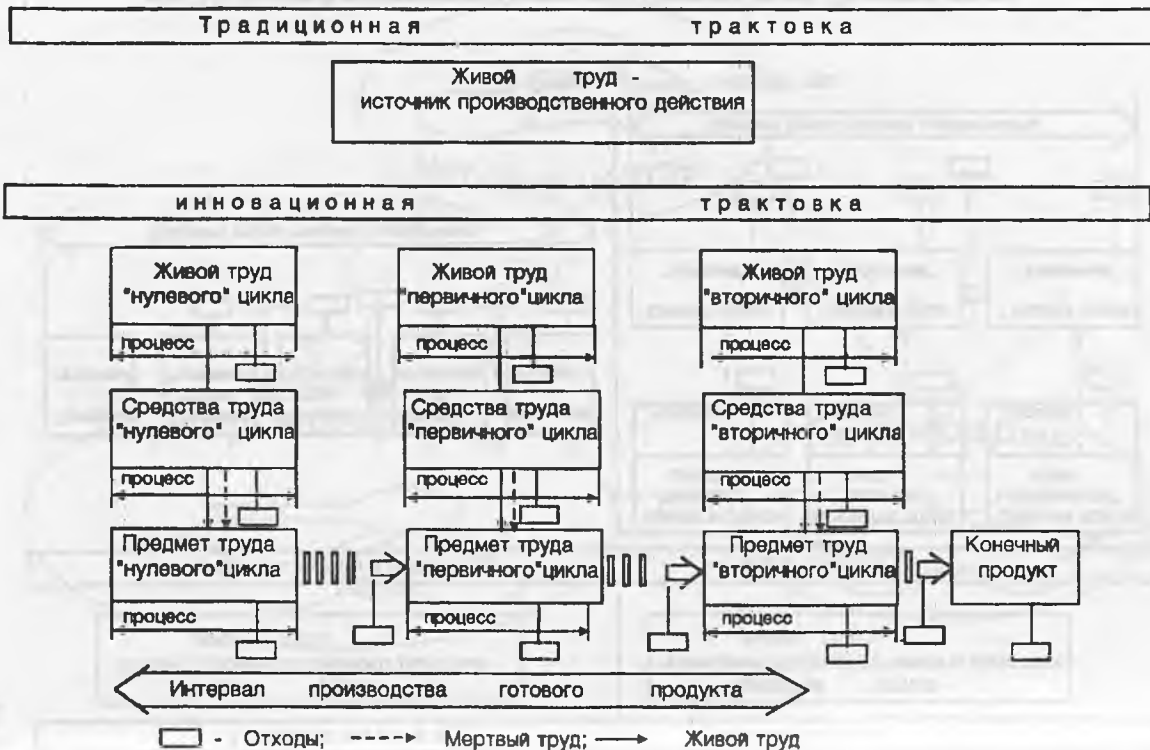 Традиционная трактовка
Живой труд -
источник производственного действия
инновационная трактовка
Живой труд
"нулевого" цикла
Живой труд
"первичного"цикла
Живой труд
"вторичного" цикла
процесс
процесс
процесс
Средства труда
"нулевого" цикла
Средства труда
"первичного" цикла
Средства труда
"вторичного" цикла
процесс
процесс
процесс
Предмет труда
"нулевого"цикла
Предмет труда
"первичного"цикла
Предмет труд
"вторичного"цикла
Конечный
продукт
процесс
процесс
процесс
Интервал производства готового продукта
- Отходы; Мертвый труд; Живой труд